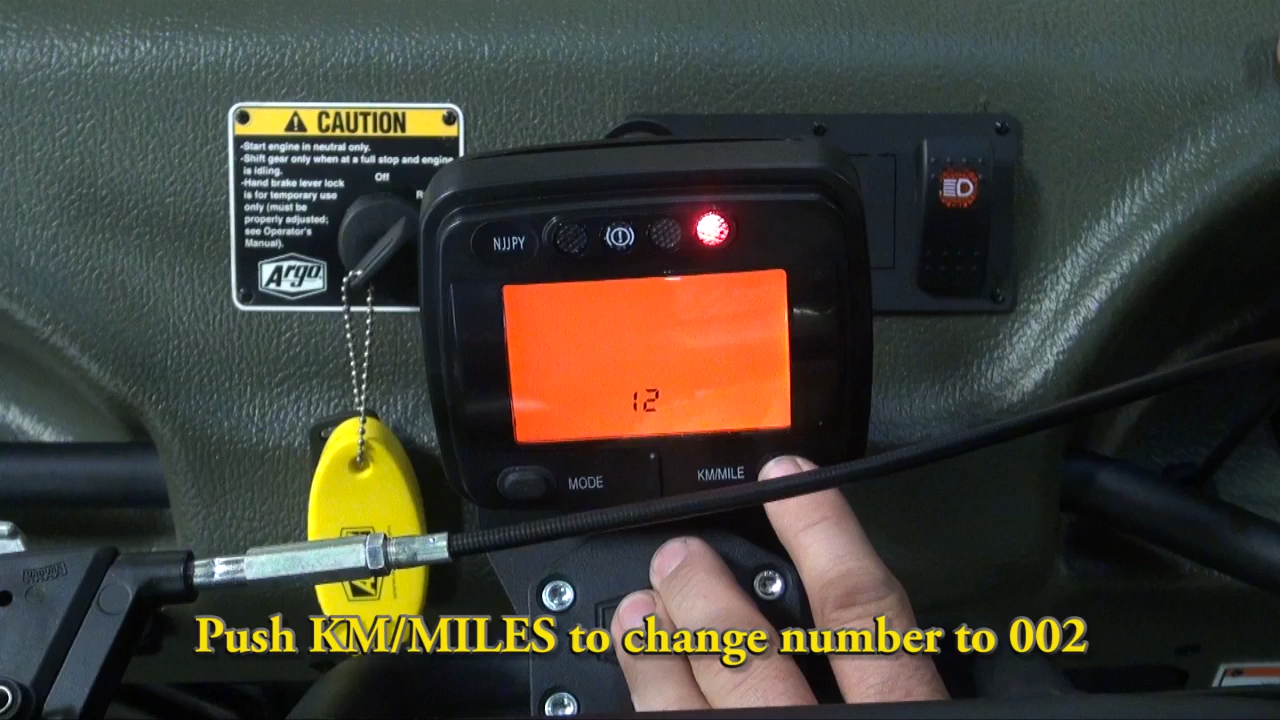 CAUTION
-Start engine in neutral only.
-Shift gear only when at a full stop and engine
is idling.
-Hand brake lever lock
is for temporary use
only (must be
properly adjusted;
see Operator's
Manual).
Off
R
Argo
NJJPY
12
MODE
KM/MILE
Push KM/MILES to change number to 002